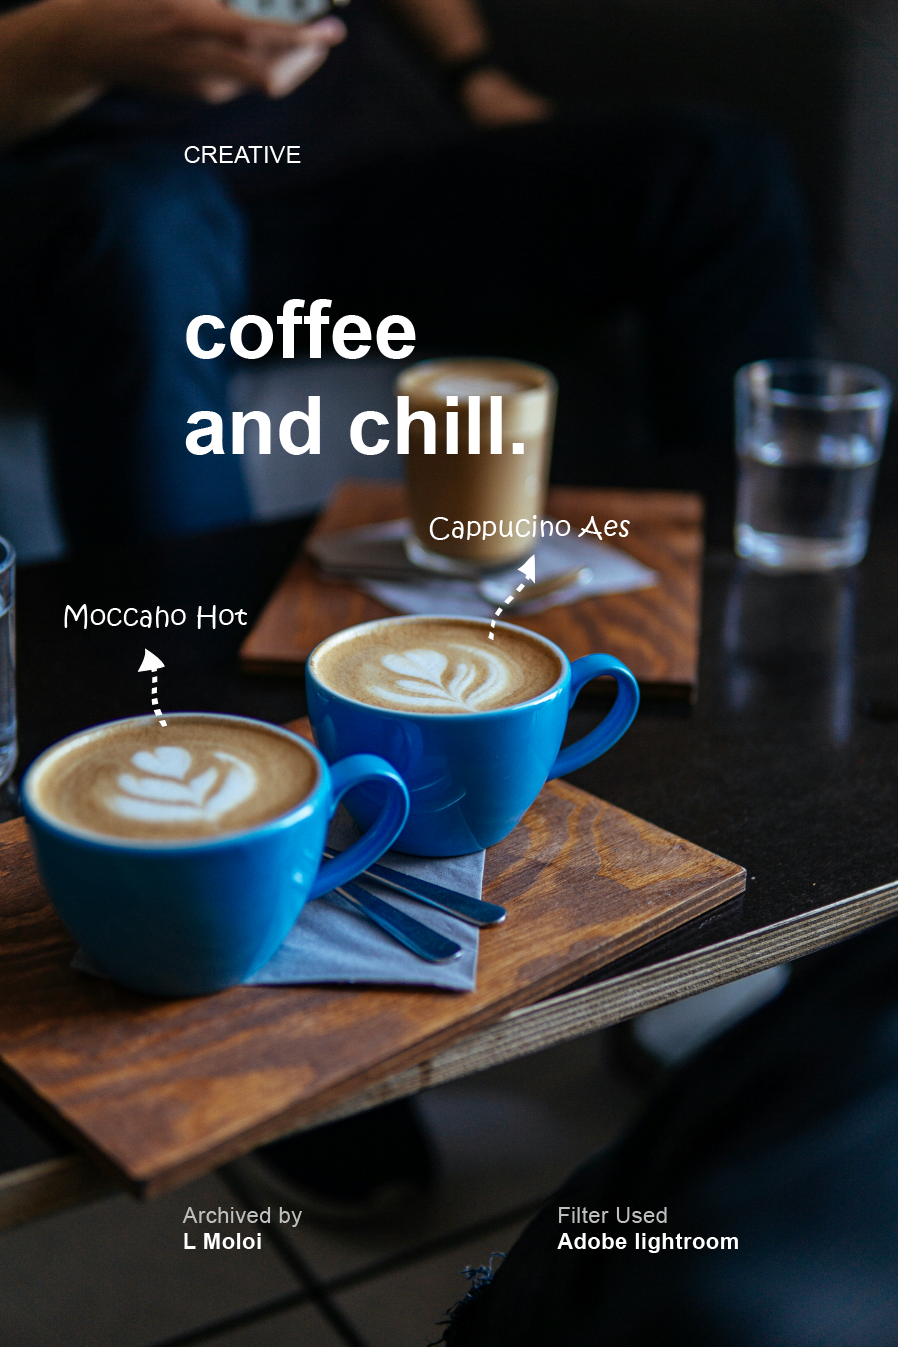 CREATIVE
coffee
and chill.
Cappucino Aes
Moccaho Hot
Archived by
L Moloi
Filter Used
Adobe lightroom